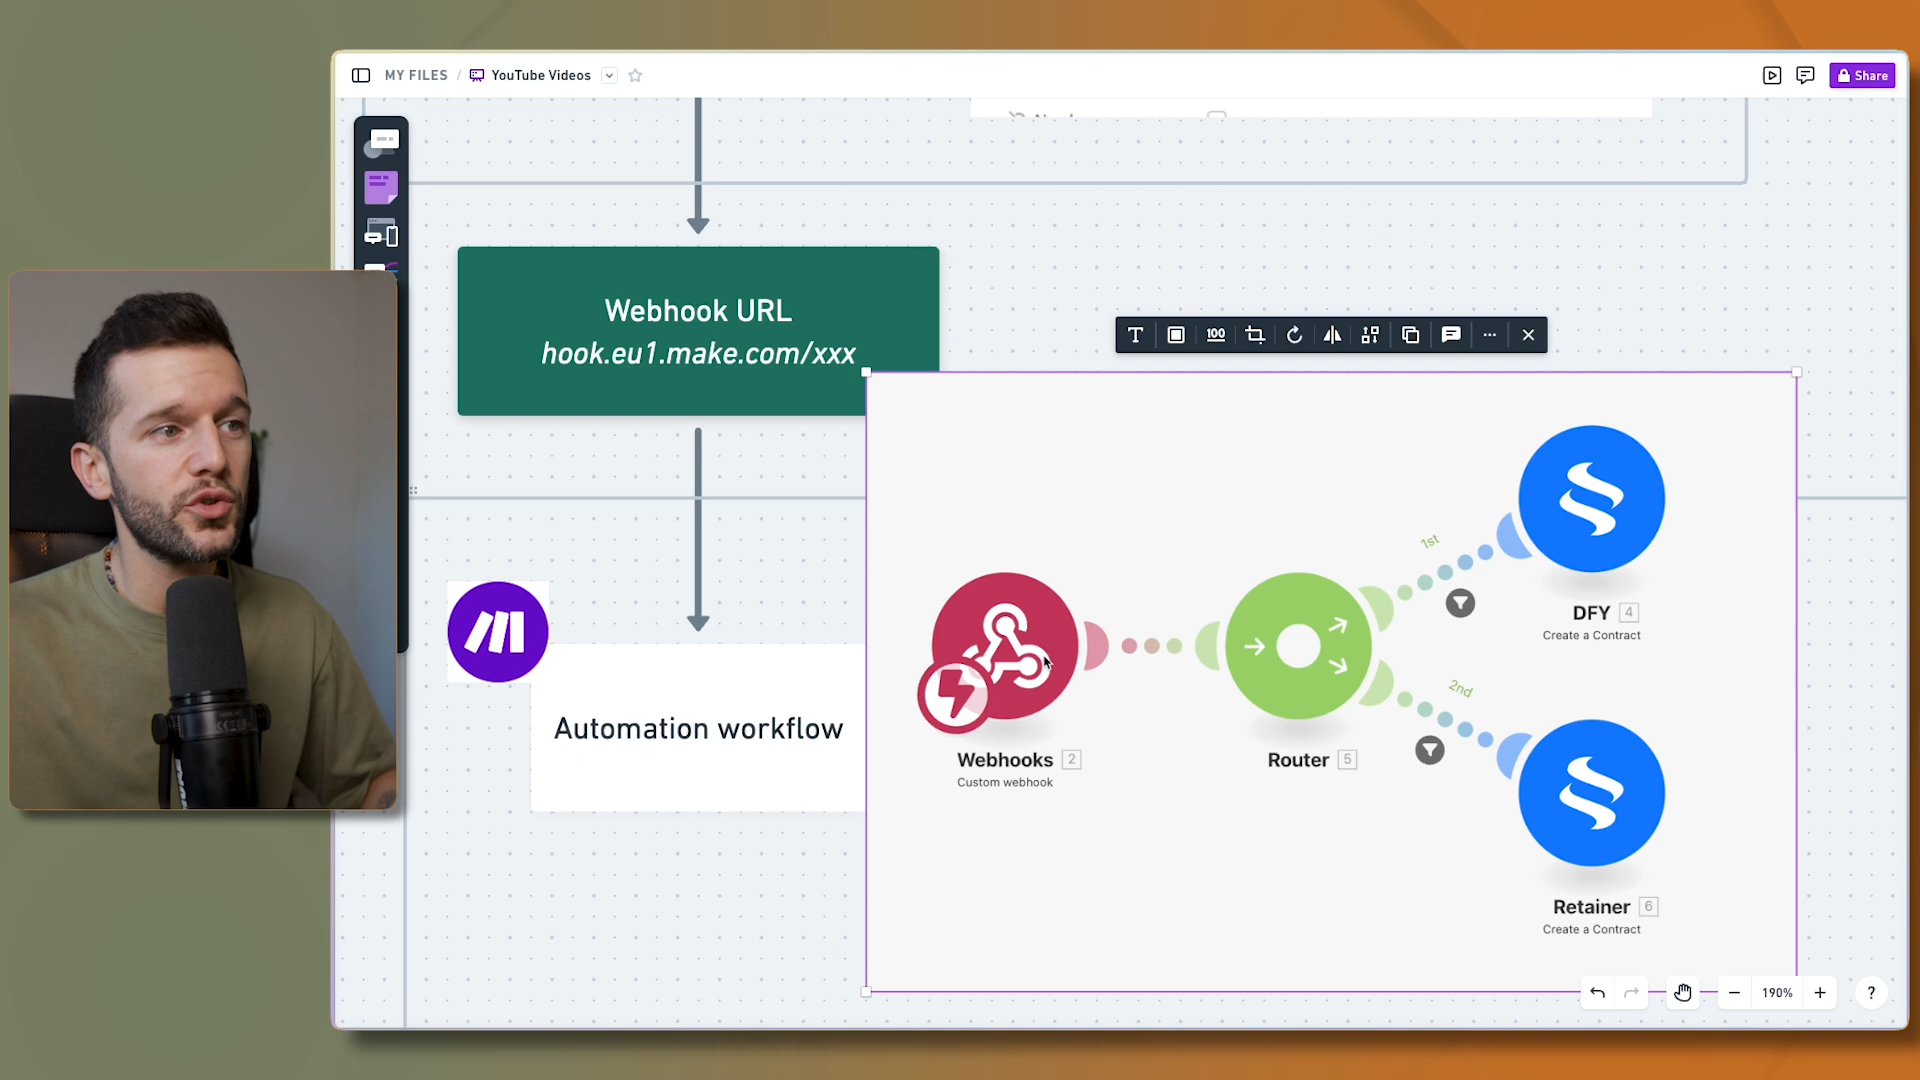 MY FILES / YouTube Videos
Share
Webhook URL
hook.eu1.make.com/xxx
100
1st
DFY 4
Create a Contract
2nd
Automation workflow
Webhooks 2
Custom webhook
Router 5
Retainer 6
Create a Contract
190%
?